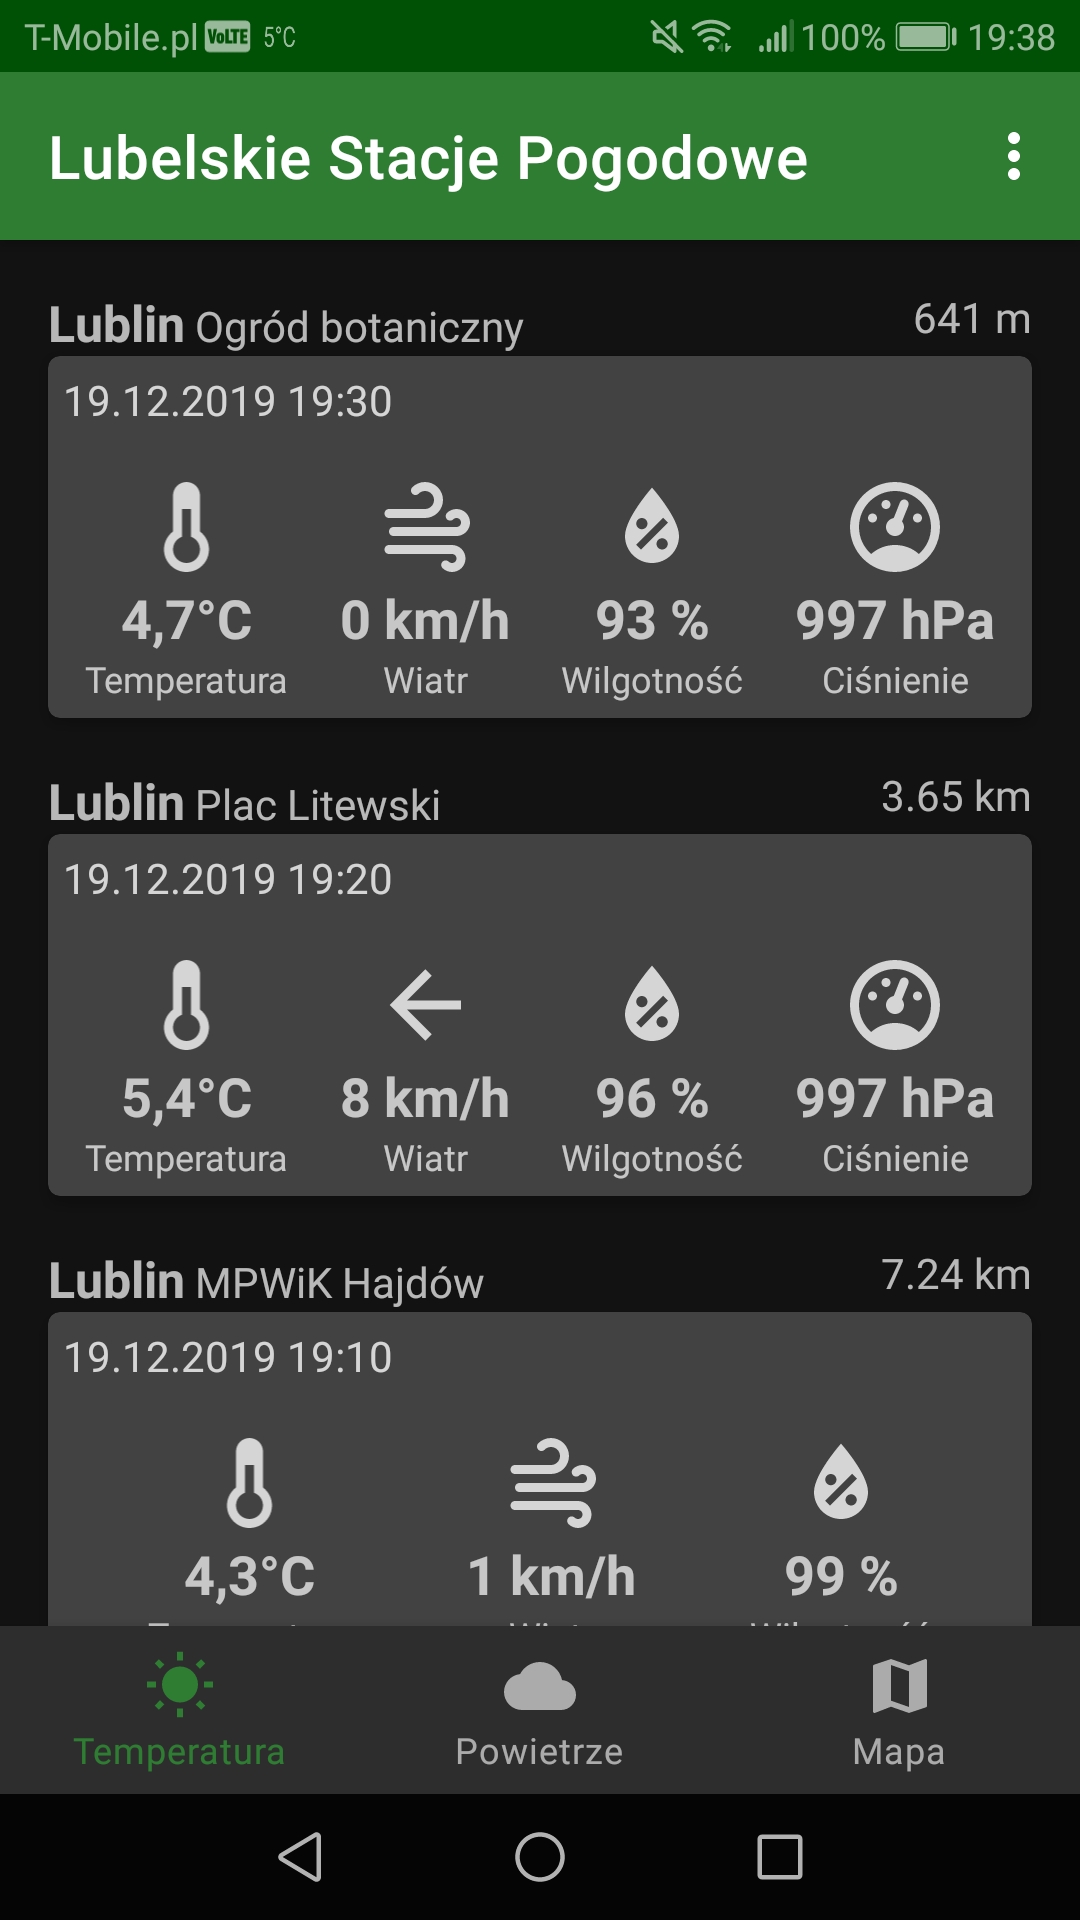 T-Mobile.pl VoLTE 5°C 100% 19:38
Lubelskie Stacje Pogodowe
Lublin Ogród botaniczny 641 m
19.12.2019 19:30
4,7°C 0 km/h 93 % 997 hPa
Temperatura Wiatr Wilgotność Ciśnienie
Lublin Plac Litewski 3.65 km
19.12.2019 19:20
5,4°C 8 km/h 96 % 997 hPa
Temperatura Wiatr Wilgotność Ciśnienie
Lublin MPWiK Hajdów 7.24 km
19.12.2019 19:10
4,3°C 1 km/h 99 %
Temperatura Powietrze Mapa